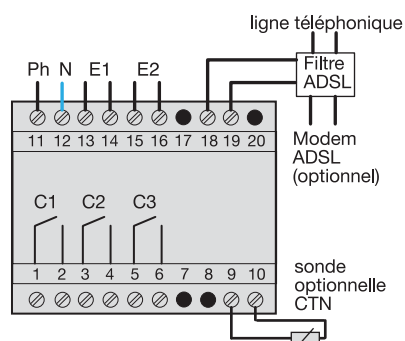 ligne téléphonique
Ph N E1 E2
Filtre
ADSL
11 12 13 14 15 16 17 18 19 20
Modem
ADSL
(optionnel)
C1 C2 C3
1 2 3 4 5 6 7 8 9 10
sonde
optionnelle
CTN